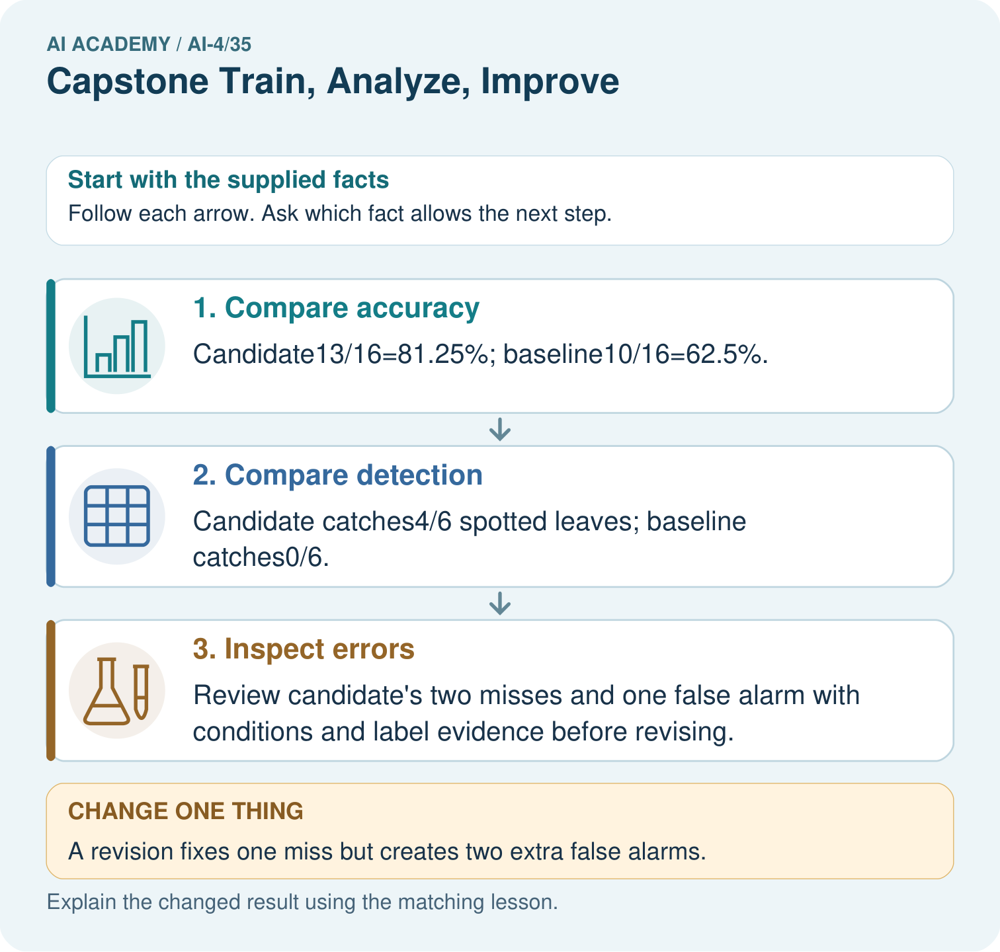 AI ACADEMY / AI-4/35
Capstone Train, Analyze, Improve
Start with the supplied facts
Follow each arrow. Ask which fact allows the next step.
1. Compare accuracy
Candidate13/16=81.25%; baseline10/16=62.5%.
2. Compare detection
Candidate catches4/6 spotted leaves; baseline
catches0/6.
3. Inspect errors
Review candidate's two misses and one false alarm with
conditions and label evidence before revising.
CHANGE ONE THING
A revision fixes one miss but creates two extra false alarms.
Explain the changed result using the matching lesson.